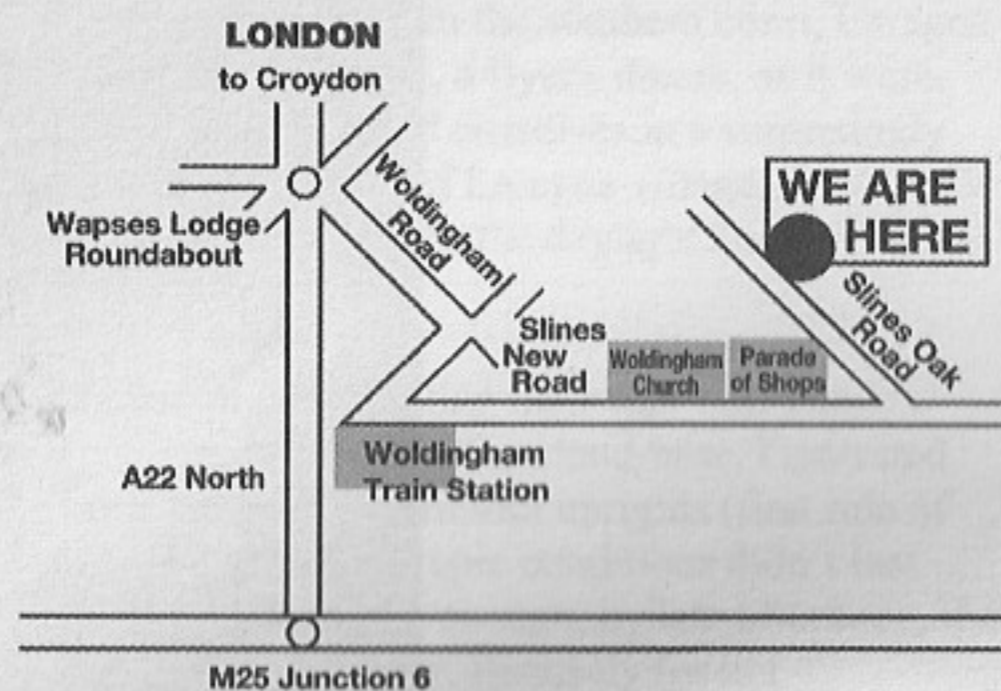 LONDON
to Croydon
Woldingham
Road
WE ARE
HERE
Wapses Lodge
Roundabout
Slines Oak
Road
Slines
New
Road
Woldingham
Church
Parade
of Shops
Woldingham
Train Station
A22 North
M25 Junction 6